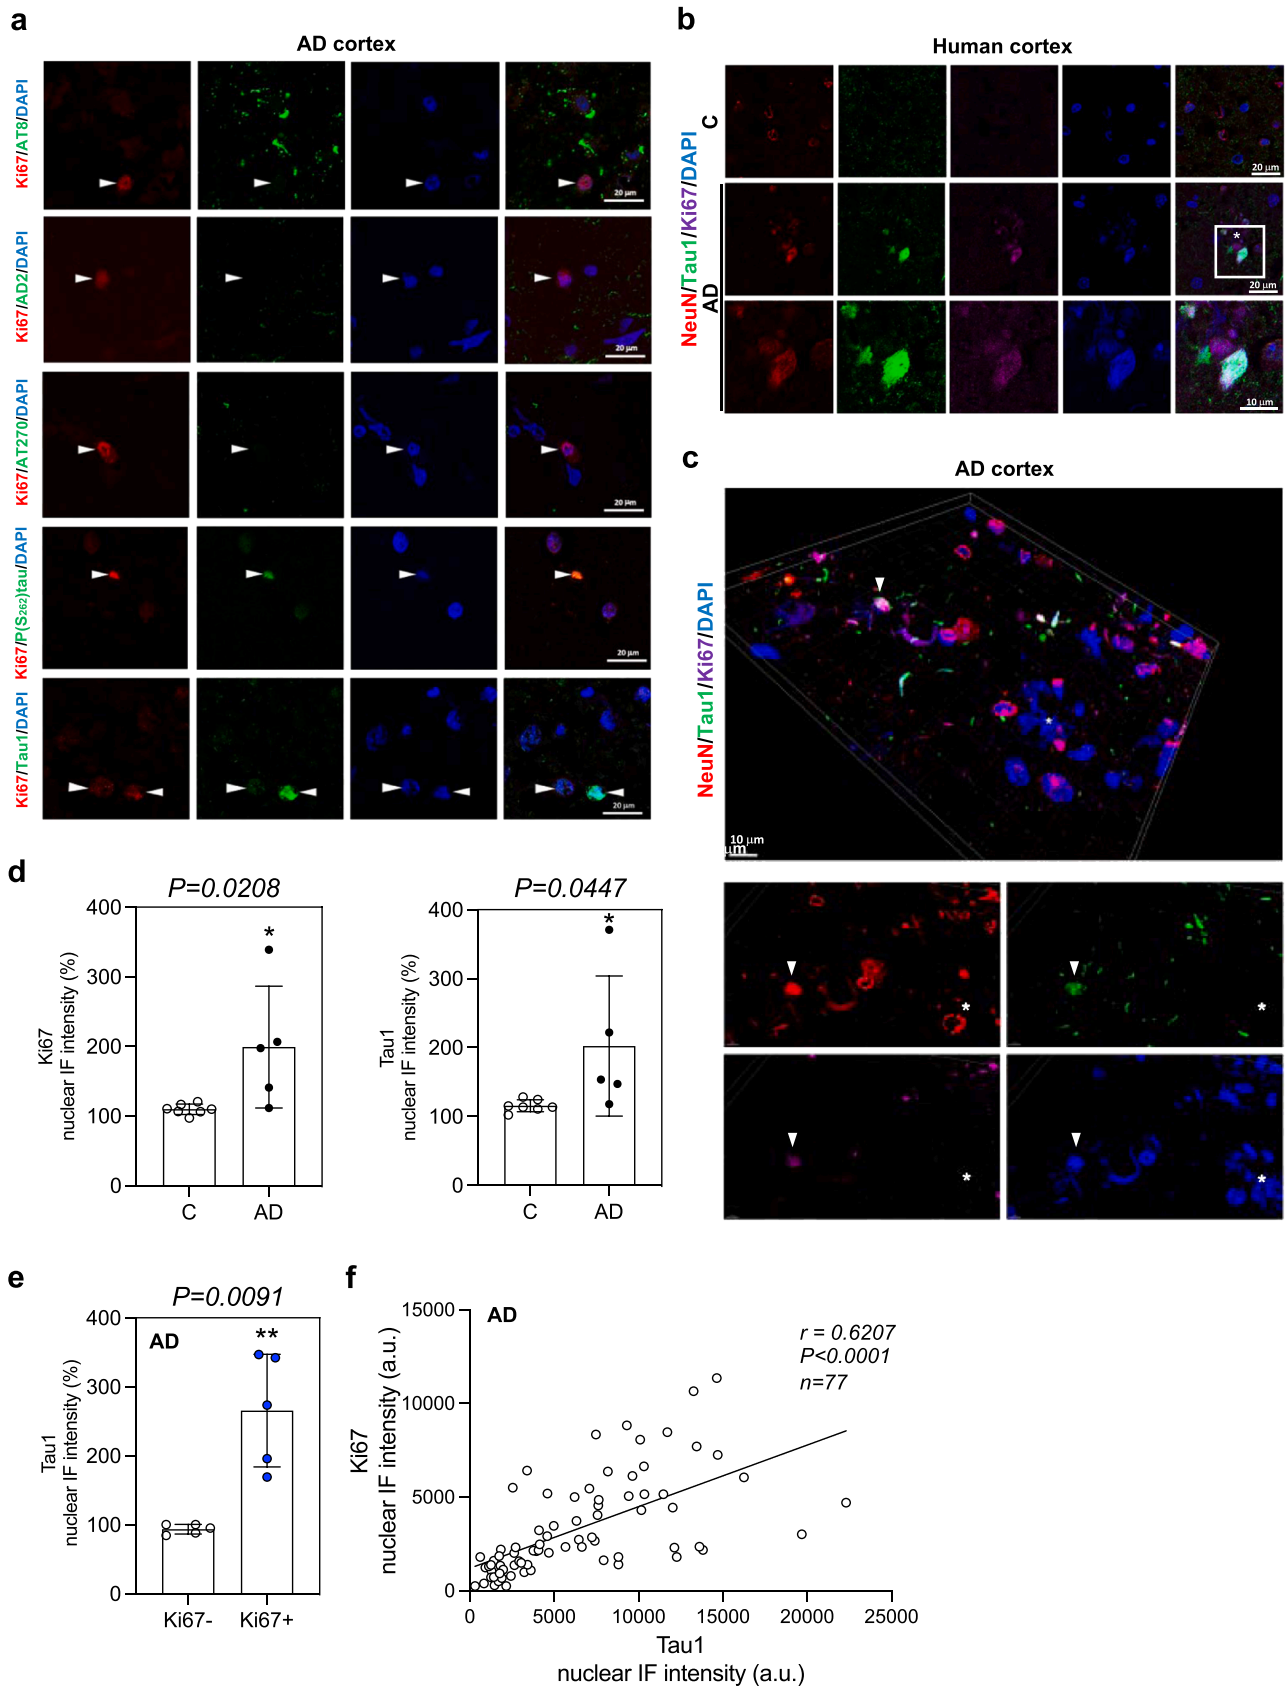 a
AD cortex
Ki67/AT8/DAPI
20 µm
Ki67/AD2/DAPI
20 µm
Ki67/AT270/DAPI
20 µm
Ki67/P(S262)tau/DAPI
20 µm
Ki67/Tau1/DAPI
20 µm
b
Human cortex
NeuN/Tau1/Ki67/DAPI
C
20 µm
AD
*
20 µm
10 µm
c
AD cortex
NeuN/Tau1/Ki67/DAPI
*
10 µm
µm
*
*
*
*
d
P=0.0208
Ki67
nuclear IF intensity (%)
400
300
200
100
0
*
C
AD
P=0.0447
Tau1
nuclear IF intensity (%)
400
300
200
100
0
*
C
AD
e
P=0.0091
AD
Tau1
nuclear IF intensity (%)
400
300
200
100
0
**
Ki67-
Ki67+
f
AD
r = 0.6207
P<0.0001
n=77
Ki67
nuclear IF intensity (a.u.)
15000
10000
5000
0
0
5000
10000
15000
20000
25000
Tau1
nuclear IF intensity (a.u.)